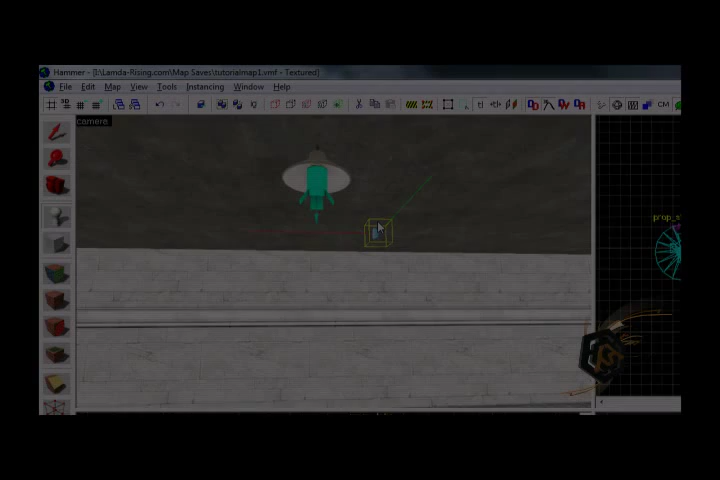 Hammer - [I:\Lamda-Rising.com\Map Saves\tutorialmap1.vmf - Textured]
File Edit Map View Tools Instancing Window Help
CM
camera
prop_s